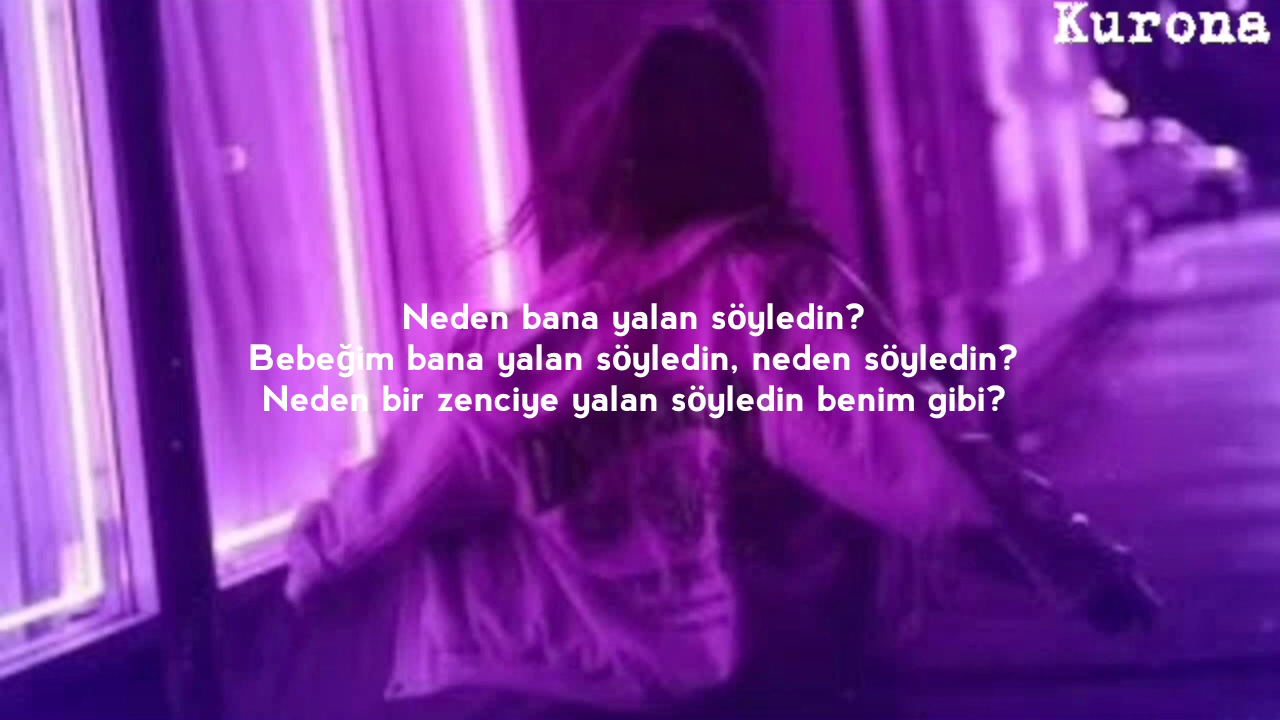 Kurona
Neden bana yalan söyledin?
Bebeğim bana yalan söyledin, neden söyledin?
Neden bir zenciye yalan söyledin benim gibi?